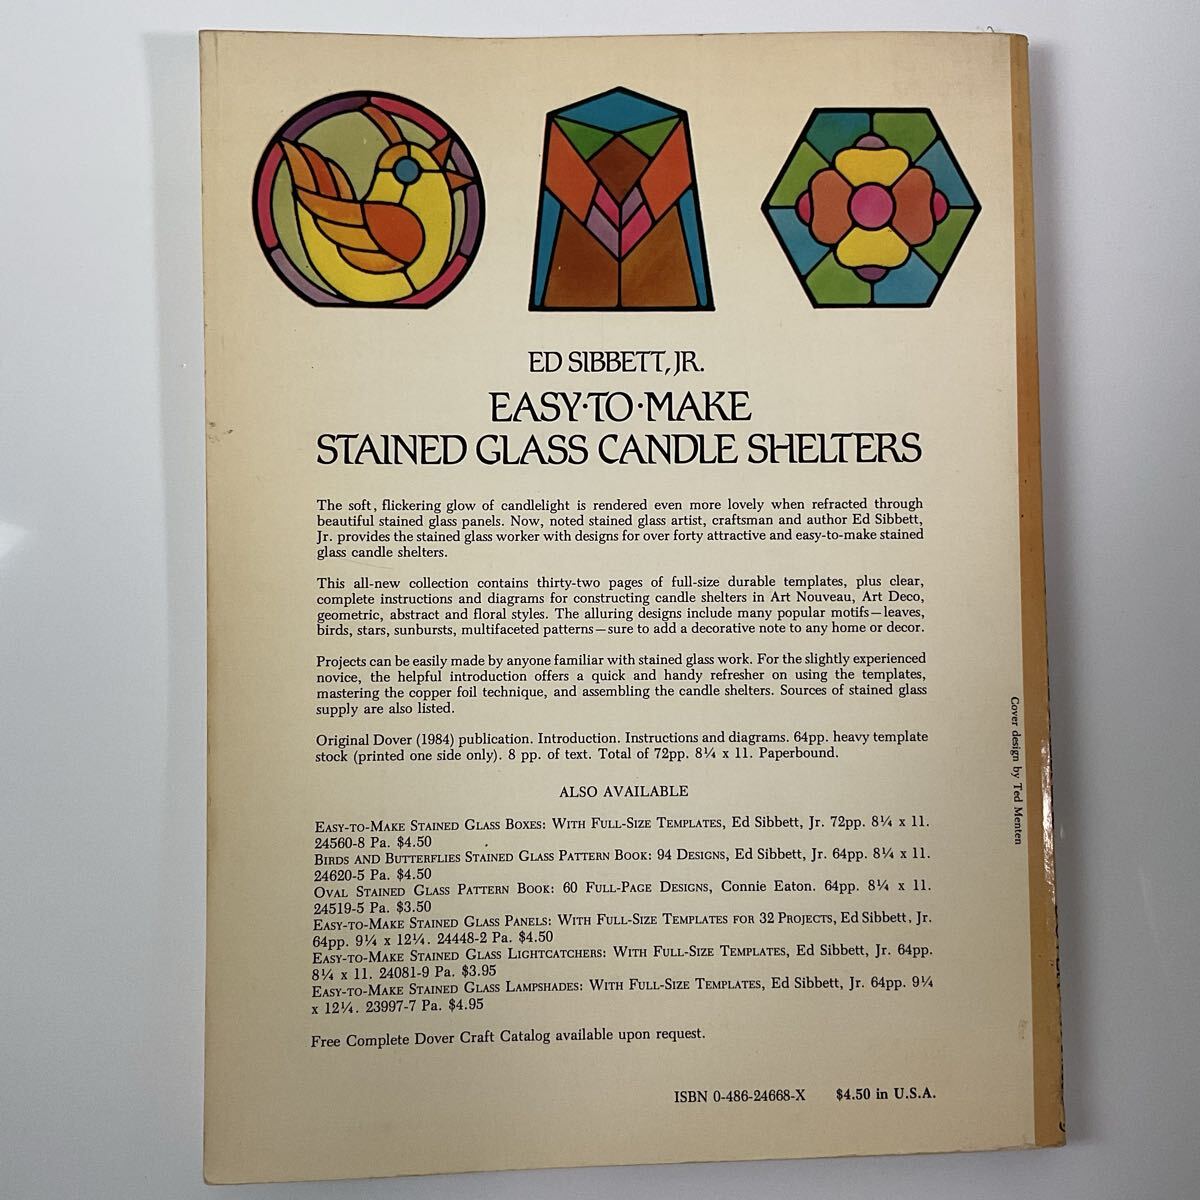 ED SIBBETT, JR.
EASY·TO·MAKE
STAINED GLASS CANDLE SHELTERS
The soft, flickering glow of candlelight is rendered even more lovely when refracted through
beautiful stained glass panels. Now, noted stained glass artist, craftsman and author Ed Sibbett,
Jr. provides the stained glass worker with designs for over forty attractive and easy-to-make stained
glass candle shelters.
This all-new collection contains thirty-two pages of full-size durable templates, plus clear,
complete instructions and diagrams for constructing candle shelters in Art Nouveau, Art Deco,
geometric, abstract and floral styles. The alluring designs include many popular motifs—leaves,
birds, stars, sunbursts, multifaceted patterns—sure to add a decorative note to any home or decor.
Projects can be easily made by anyone familiar with stained glass work. For the slightly experienced
novice, the helpful introduction offers a quick and handy refresher on using the templates,
mastering the copper foil technique, and assembling the candle shelters. Sources of stained glass
supply are also listed.
Original Dover (1984) publication. Introduction. Instructions and diagrams. 64pp. heavy template
stock (printed one side only). 8 pp. of text. Total of 72pp. 8¼ x 11. Paperbound.
ALSO AVAILABLE
EASY-TO-MAKE STAINED GLASS BOXES: WITH FULL-SIZE TEMPLATES, Ed Sibbett, Jr. 72pp. 8¼ x 11.
24560-8 Pa. $4.50
BIRDS AND BUTTERFLIES STAINED GLASS PATTERN BOOK: 94 DESIGNS, Ed Sibbett, Jr. 64pp. 8¼ x 11.
24620-5 Pa. $4.50
OVAL STAINED GLASS PATTERN BOOK: 60 FULL-PAGE DESIGNS, Connie Eaton. 64pp. 8¼ x 11.
24519-5 Pa. $3.50
EASY-TO-MAKE STAINED GLASS PANELS: WITH FULL-SIZE TEMPLATES FOR 32 PROJECTS, Ed Sibbett, Jr.
64pp. 9¼ x 12¼. 24448-2 Pa. $4.50
EASY-TO-MAKE STAINED GLASS LIGHTCATCHERS: WITH FULL-SIZE TEMPLATES, Ed Sibbett, Jr. 64pp.
8¼ x 11. 24081-9 Pa. $3.95
EASY-TO-MAKE STAINED GLASS LAMPSHADES: WITH FULL-SIZE TEMPLATES, Ed Sibbett, Jr. 64pp. 9¼
x 12¼. 23997-7 Pa. $4.95
Free Complete Dover Craft Catalog available upon request.
ISBN 0-486-24668-X $4.50 in U.S.A.
Cover design by Ted Menten